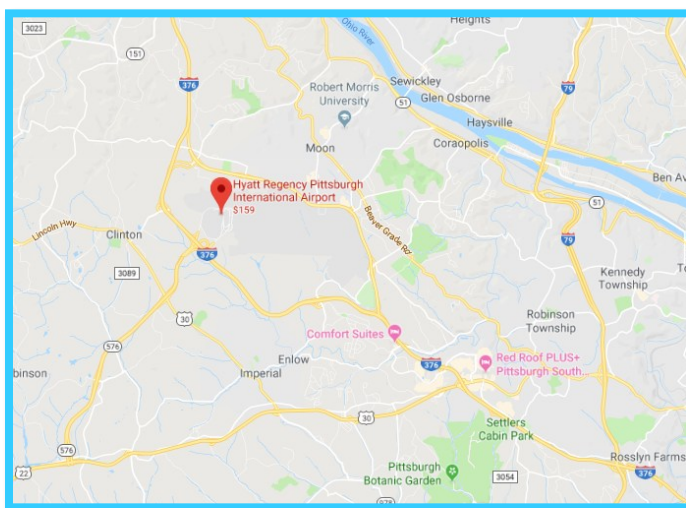 3023
Ohio River
Heights
151
376
Robert Morris
University
Sewickley
79
51
Glen Osborne
Haysville
Moon
Coraopolis
Ben Av
Hyatt Regency Pittsburgh
International Airport
$159
51
Lincoln Hwy
Clinton
Beaver Grade Rd
79
376
3089
Kennedy
Township
30
Robinson
Township
Comfort Suites
576
Enlow
Red Roof PLUS+
Pittsburgh South...
376
binson
Imperial
30
Settlers
Cabin Park
576
Rosslyn Farms
22
Pittsburgh
Botanic Garden
3054
376
978